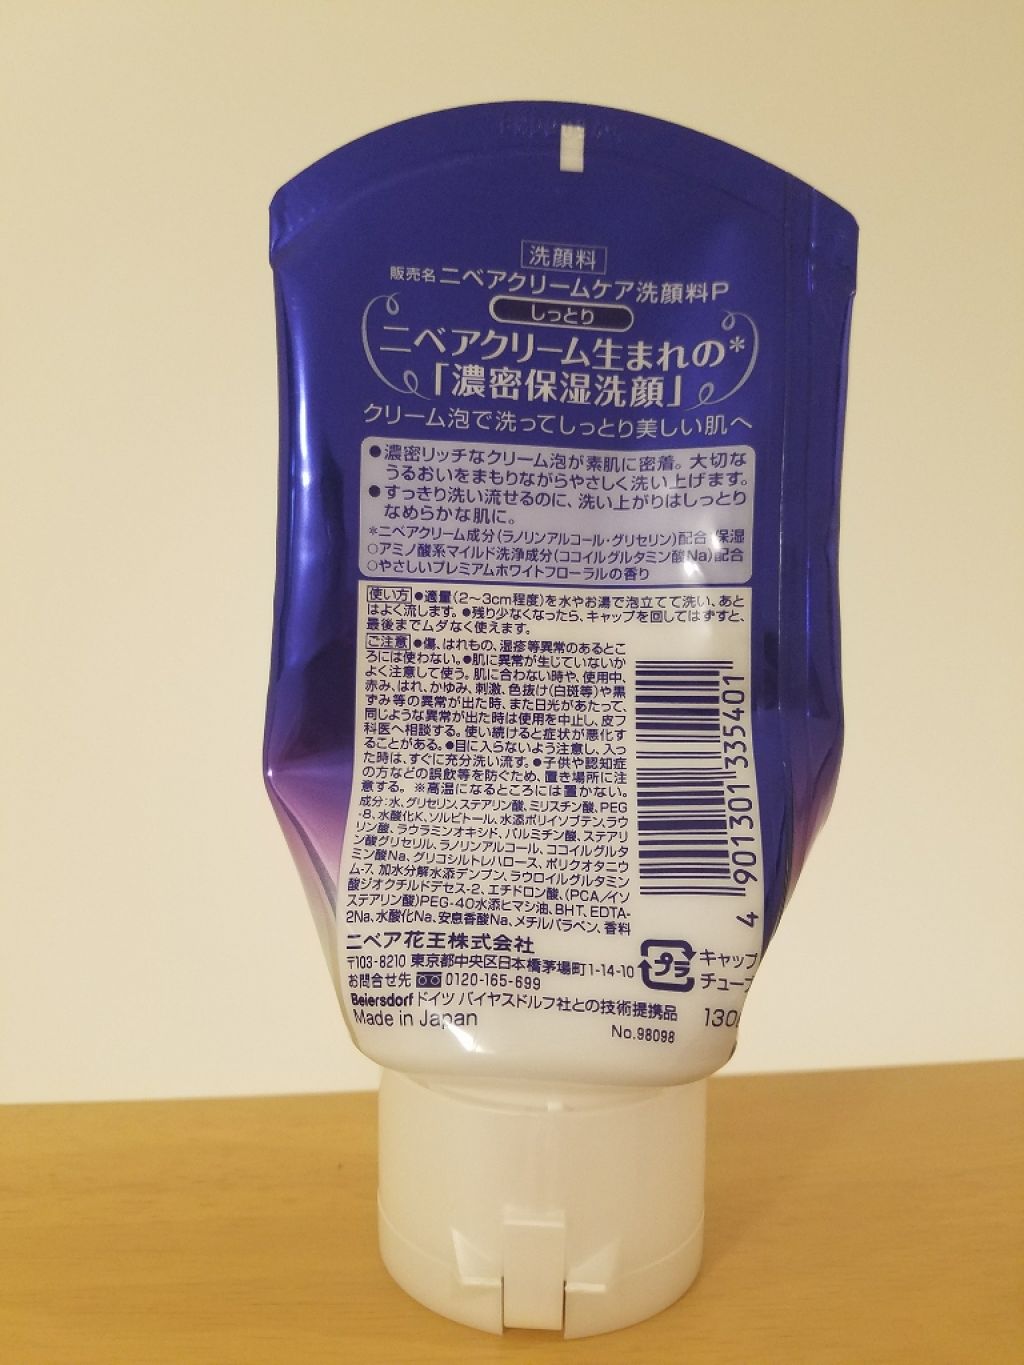 洗顔料
販売名ニベアクリームケア洗顔料P
しっとり
ニベアクリーム生まれの*
「濃密保湿洗顔」
クリーム泡で洗ってしっとり美しい肌へ
●濃密リッチなクリーム泡が素肌に密着。大切な
うるおいをまもりながらやさしく洗い上げます。
●すっきり洗い流せるのに、洗い上がりはしっとり
なめらかな肌に。
*ニベアクリーム成分(ラノリンアルコール・グリセリン)配合 保湿
○アミノ酸系マイルド洗浄成分(ココイルグルタミン酸Na)配合
○やさしいプレミアムホワイトフローラルの香り
使い方●適量(2〜3cm程度)を水やお湯で泡立てて洗い、あと
はよく流します。●残り少なくなったら、キャップを回してはずすと、
最後までムダなく使えます。
ご注意●傷、はれもの、湿疹等異常のあるとこ
ろには使わない。●肌に異常が生じていないか
よく注意して使う。肌に合わない時や、使用中、
赤み、はれ、かゆみ、刺激、色抜け(白斑等)や黒
ずみ等の異常が出た時、また日光があたって、
同じような異常が出た時は使用を中止し、皮フ
科医へ相談する。使い続けると症状が悪化す
ることがある。●目に入らないよう注意し、入っ
た時は、すぐに充分洗い流す。●子供や認知症
の方などの誤飲等を防ぐため、置き場所に注
意する。※高温になるところには置かない。
成分:水、グリセリン、ステアリン酸、ミリスチン酸、PEG
-8、水酸化K、ソルビトール、水添ポリイソブテン、ラウ
リン酸、ラウラミンオキシド、パルミチン酸、ステアリ
ン酸グリセリル、ラノリンアルコール、ココイルグルタ
ミン酸Na、グリコシルトレハロース、ポリクオタニウ
ム-7、加水分解水添デンプン、ラウロイルグルタミン
酸ジオクチルドデセス-2、エチドロン酸、(PCA/イソ
ステアリン酸)PEG-40水添ヒマシ油、BHT、EDTA-
2Na、水酸化Na、安息香酸Na、メチルパラベン、香料
4 901301 335401
ニベア花王株式会社
〒103-8210 東京都中央区日本橋茅場町1-14-10
お問合せ先 0120-165-699
Beiersdorf ドイツ バイヤスドルフ社との技術提携品
Made in Japan
No.98098
プラ
キャップ
チューブ
130g